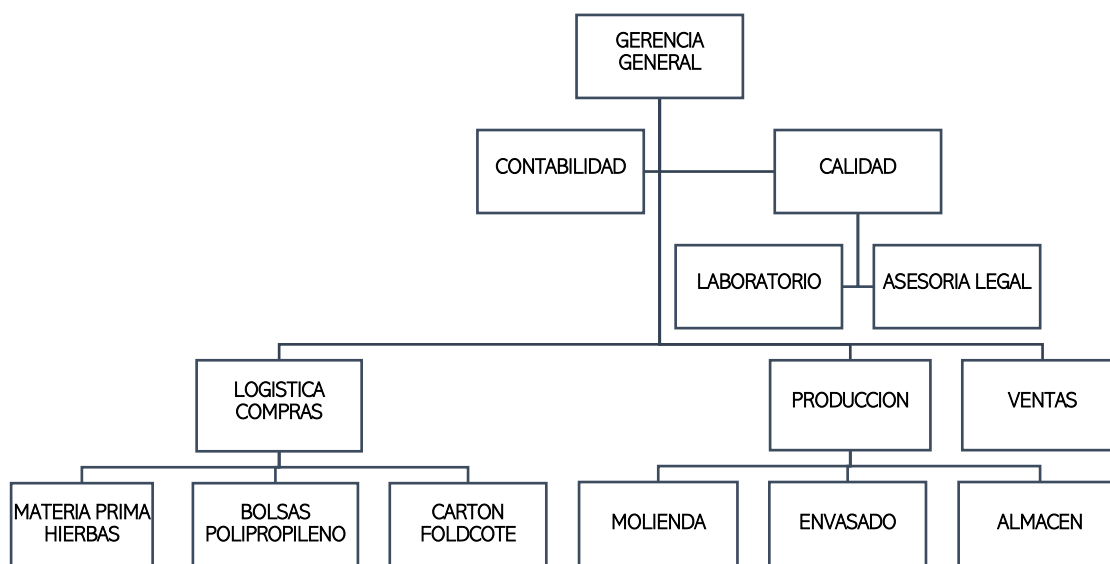 GERENCIA
GENERAL
CONTABILIDAD
CALIDAD
LABORATORIO
ASESORIA LEGAL
LOGISTICA
COMPRAS
PRODUCCION
VENTAS
MATERIA PRIMA
HIERBAS
BOLSAS
POLIPROPILENO
CARTON
FOLDCOTE
MOLIENDA
ENVASADO
ALMACEN